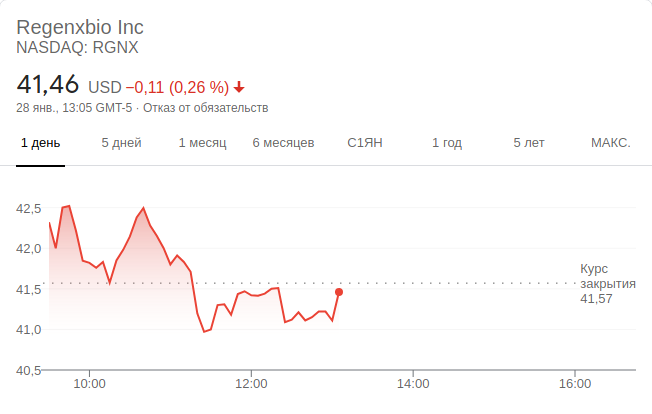 Regenxbio Inc
NASDAQ: RGNX
41,46 USD −0,11 (0,26 %)
28 янв., 13:05 GMT-5 · Отказ от обязательств
1 день 5 дней 1 месяц 6 месяцев С1ЯН 1 год 5 лет МАКС.
42,5
42,0
Курс
закрытия
41,5
41,57
41,0
40,5
10:00 12:00 14:00 16:00